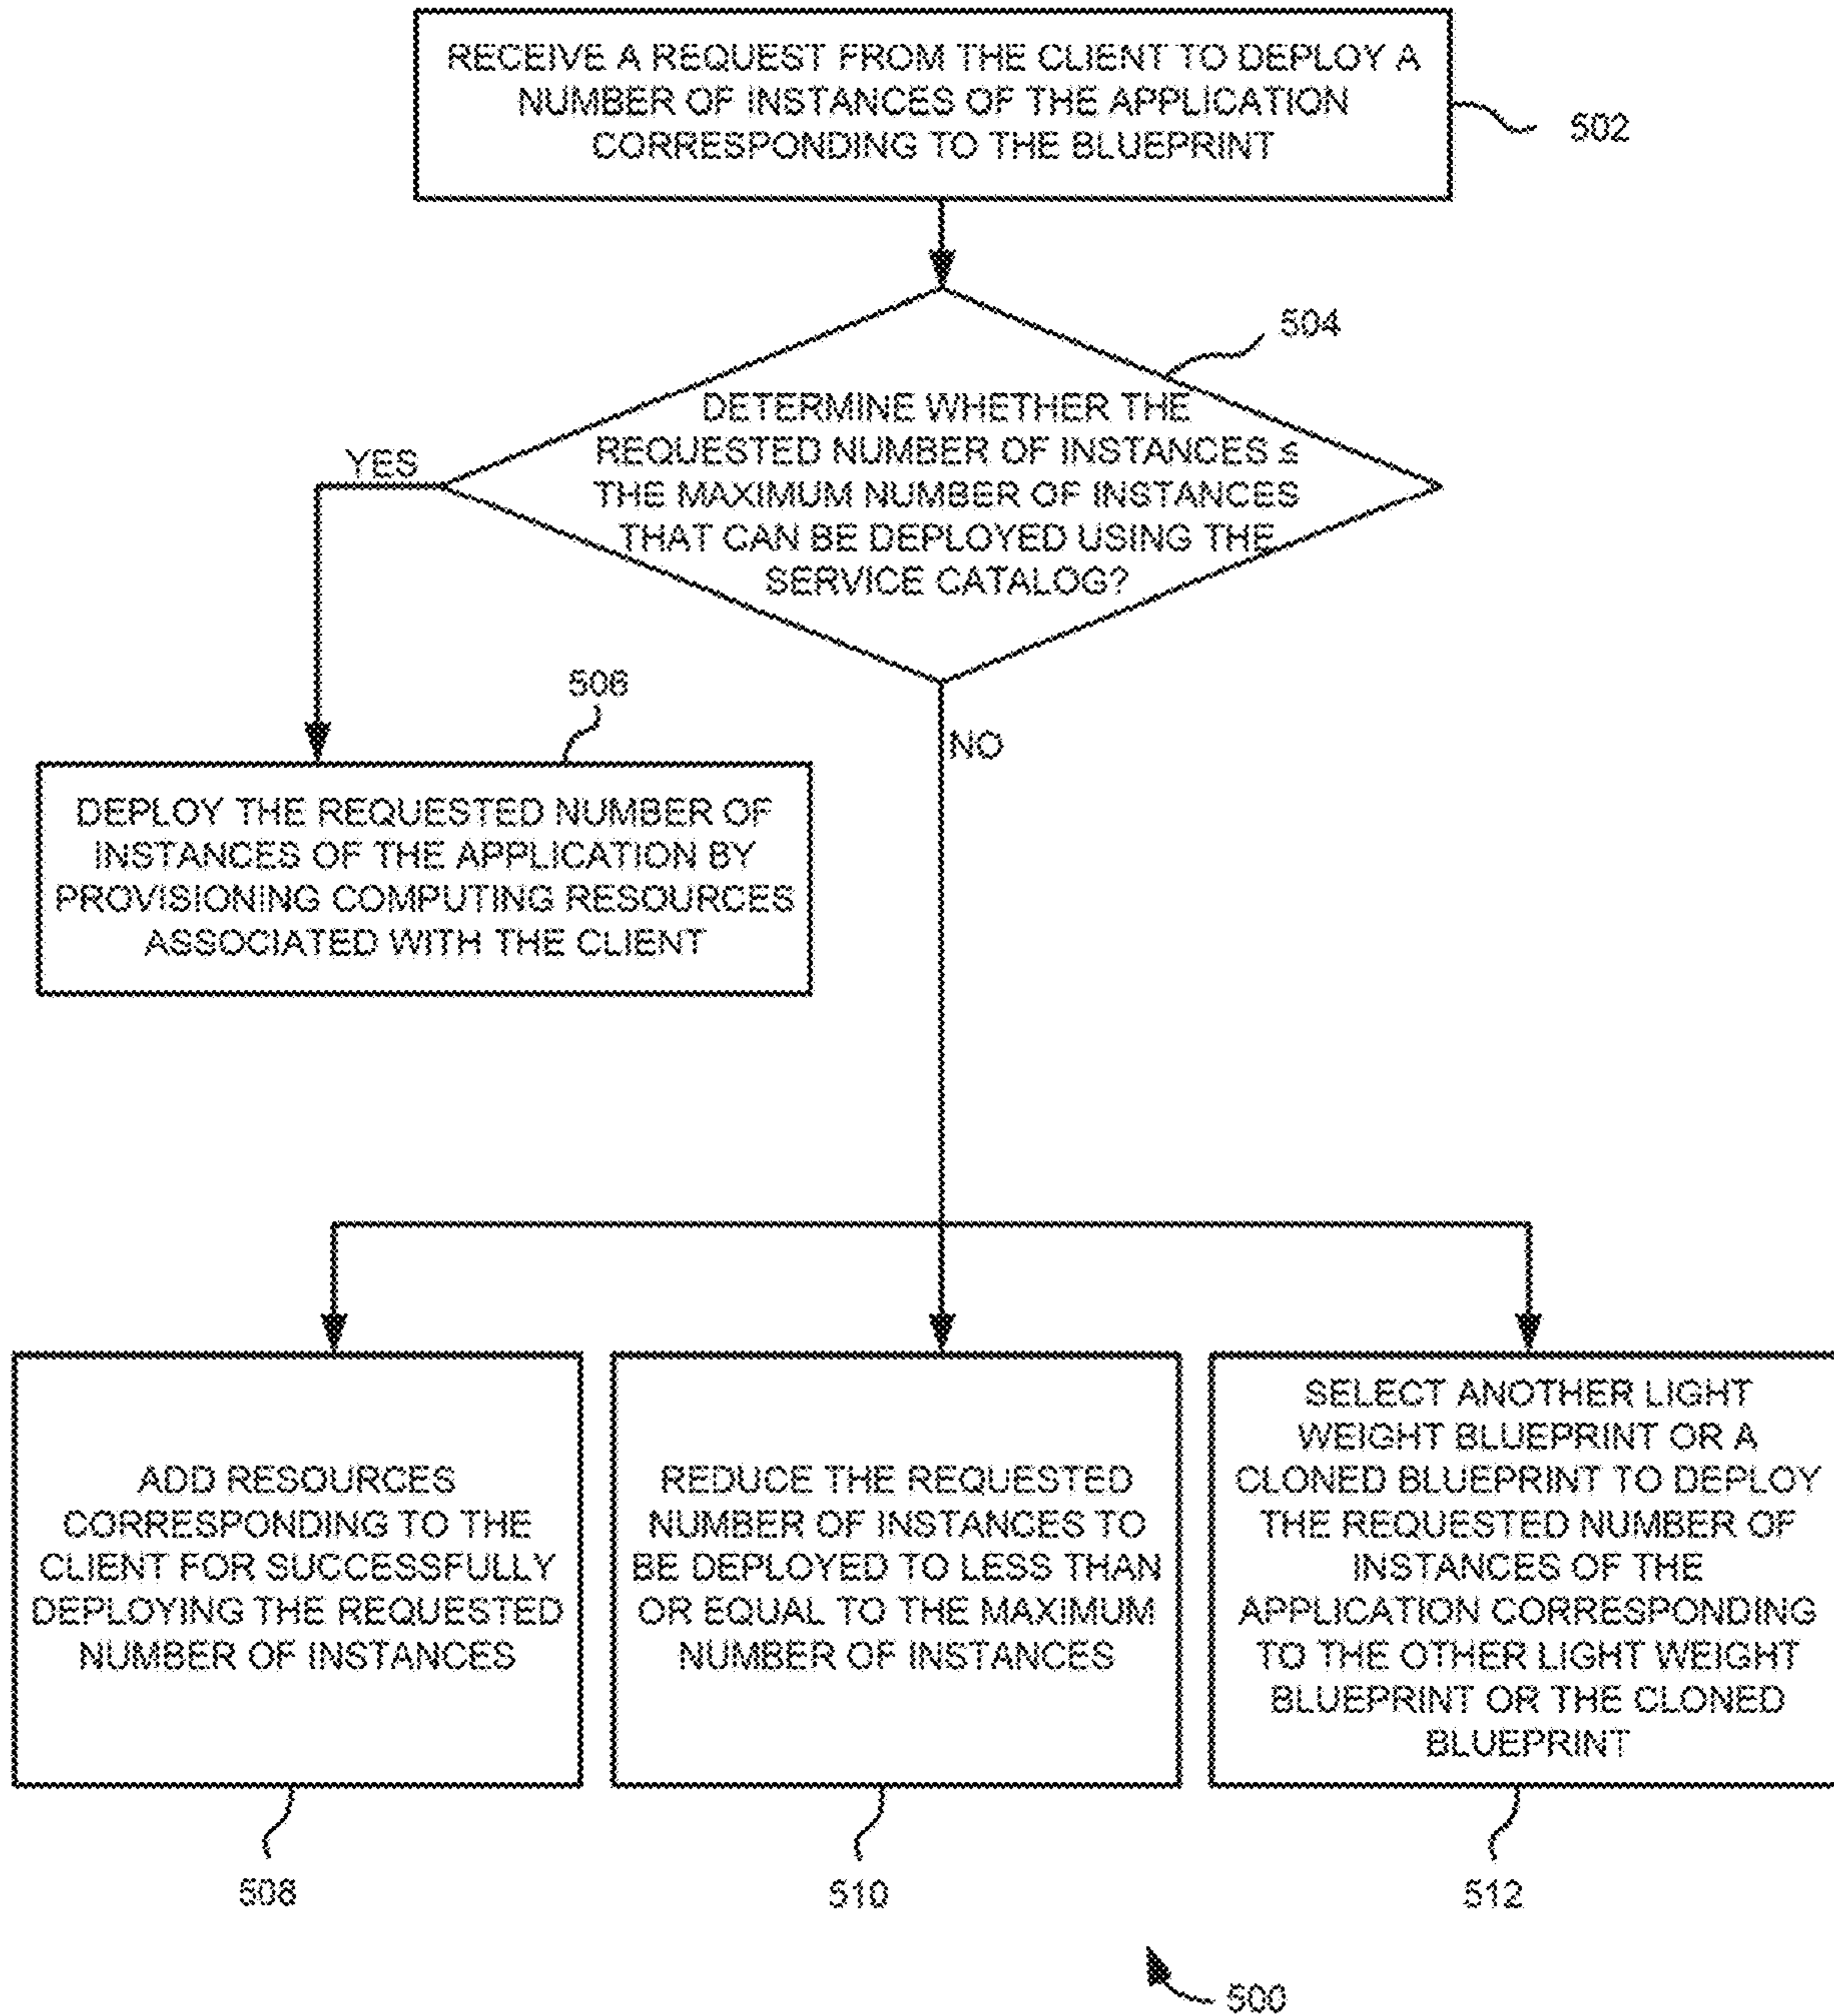 RECEIVE A REQUEST FROM THE CLIENT TO DEPLOY A
NUMBER OF INSTANCES OF THE APPLICATION
CORRESPONDING TO THE BLUEPRINT
502
504
DETERMINE WHETHER THE
REQUESTED NUMBER OF INSTANCES ≤
THE MAXIMUM NUMBER OF INSTANCES
THAT CAN BE DEPLOYED USING THE
SERVICE CATALOG?
YES
506
NO
DEPLOY THE REQUESTED NUMBER OF
INSTANCES OF THE APPLICATION BY
PROVISIONING COMPUTING RESOURCES
ASSOCIATED WITH THE CLIENT
ADD RESOURCES
CORRESPONDING TO THE
CLIENT FOR SUCCESSFULLY
DEPLOYING THE REQUESTED
NUMBER OF INSTANCES
REDUCE THE REQUESTED
NUMBER OF INSTANCES TO
BE DEPLOYED TO LESS THAN
OR EQUAL TO THE MAXIMUM
NUMBER OF INSTANCES
SELECT ANOTHER LIGHT
WEIGHT BLUEPRINT OR A
CLONED BLUEPRINT TO DEPLOY
THE REQUESTED NUMBER OF
INSTANCES OF THE
APPLICATION CORRESPONDING
TO THE OTHER LIGHT WEIGHT
BLUEPRINT OR THE CLONED
BLUEPRINT
508
510
512
500